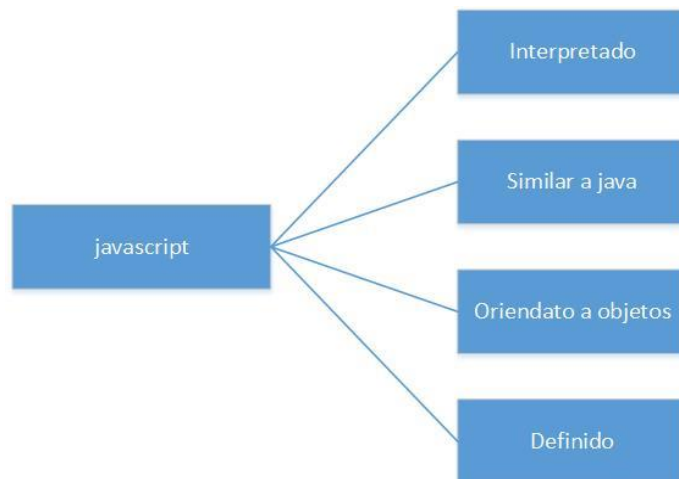 Interpretado
Similar a java
javascript
Oriendato a objetos
Definido